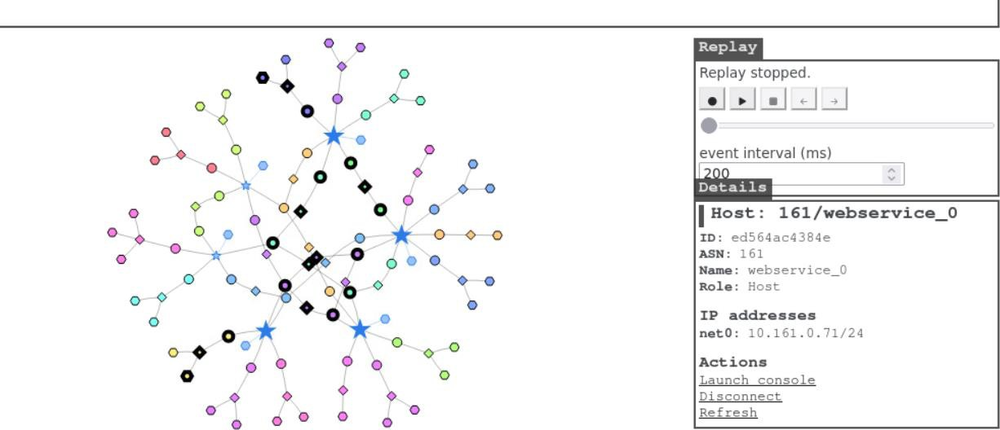 Replay
Replay stopped.
event interval (ms)
200
Details
Host: 161/webservice_0
ID: ed564ac4384e
ASN: 161
Name: webservice_0
Role: Host
IP addresses
net0: 10.161.0.71/24
Actions
Launch console
Disconnect
Refresh